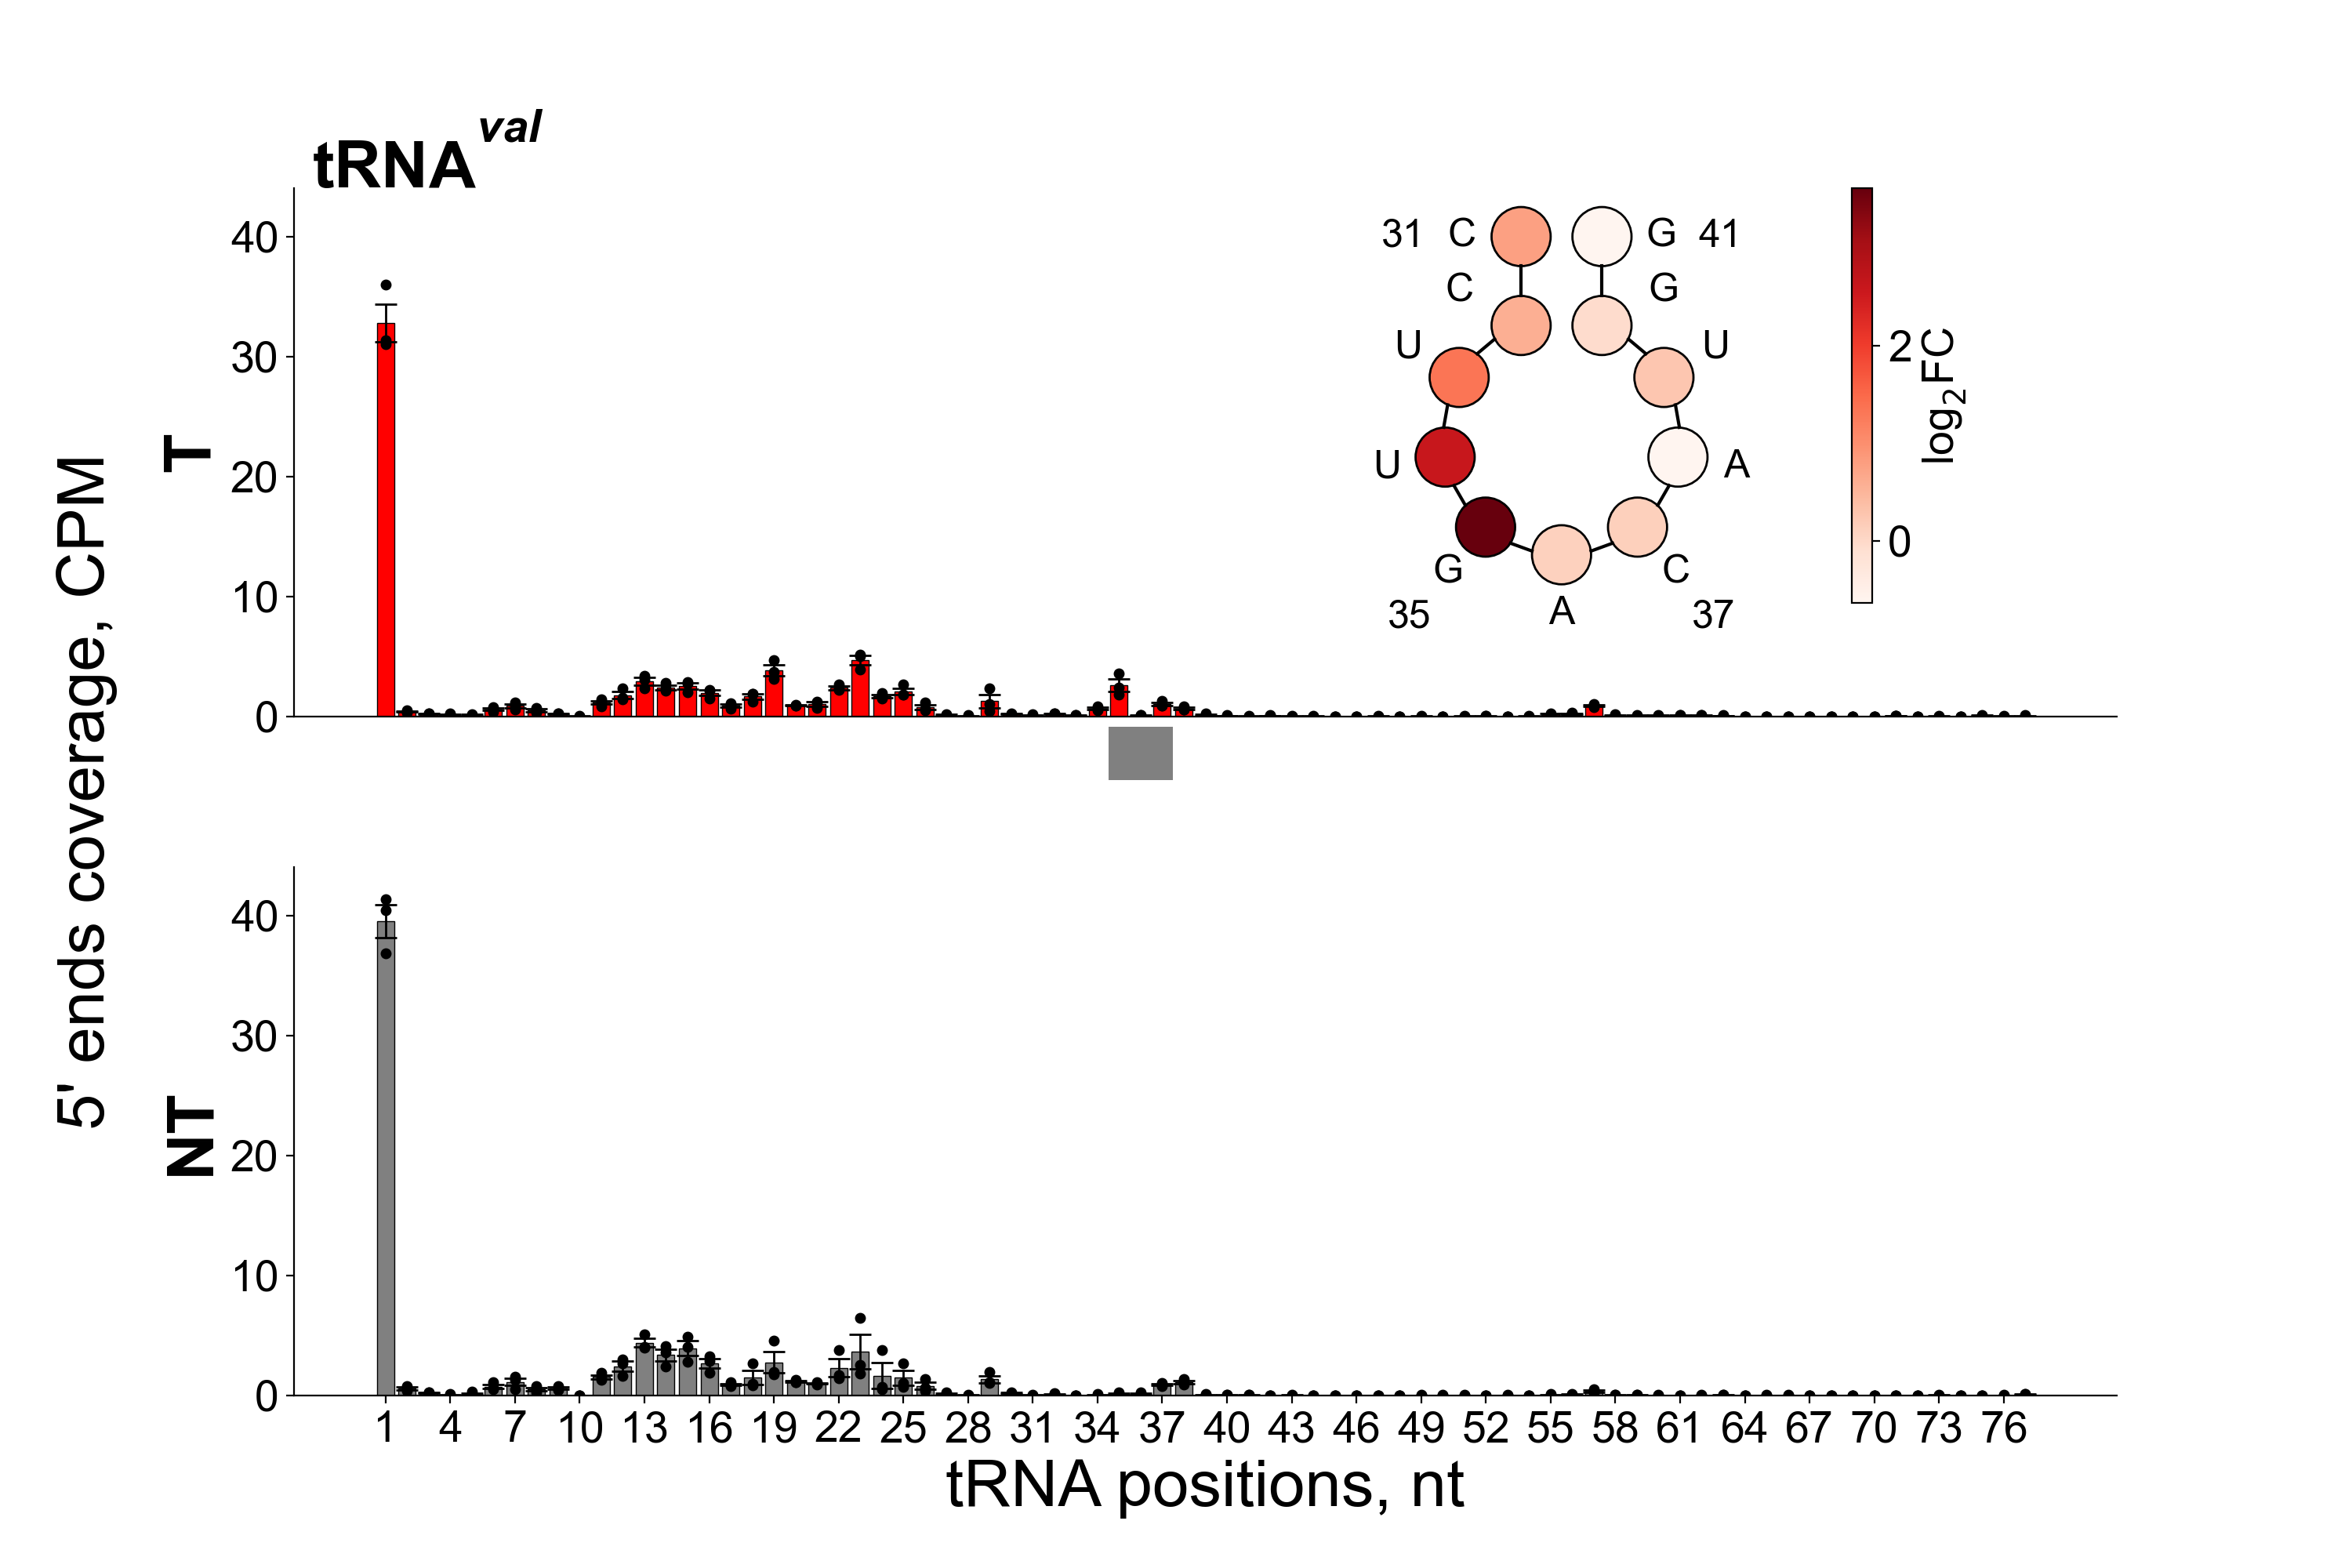 tRNAval
5' ends coverage, CPM
T
40
30
20
10
0
31 C G 41
C G
U U
U A
G C
35 A 37
2
0
log2FC
NT
40
30
20
10
0
1 4 7 10 13 16 19 22 25 28 31 34 37 40 43 46 49 52 55 58 61 64 67 70 73 76
tRNA positions, nt